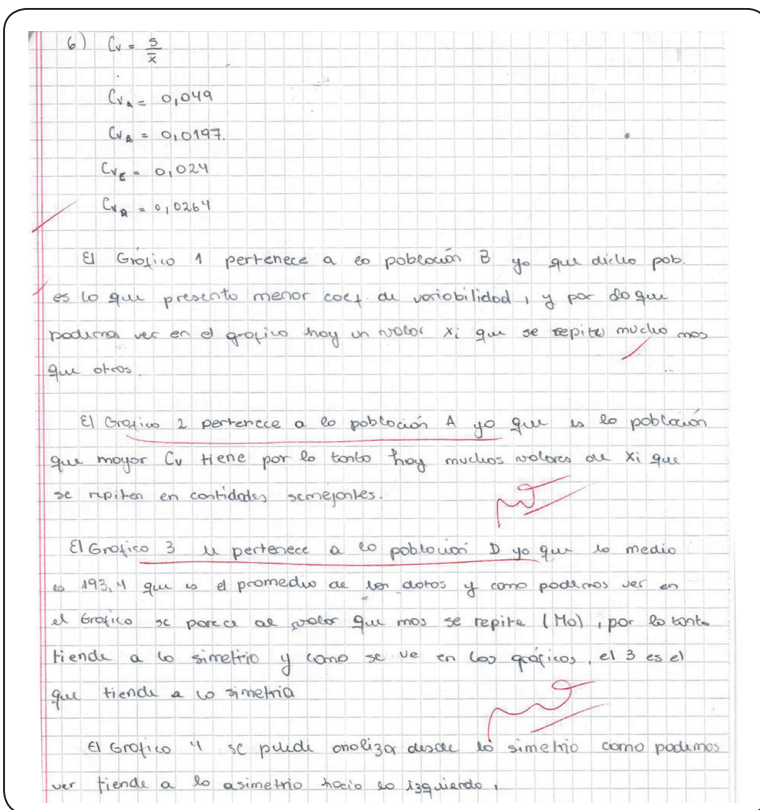 6) Cv = s/x̄
Cv_A = 0,049
Cv_B = 0,0197.
Cv_C = 0,024
Cv_D = 0,0264
El Gráfico 1 pertenece a la población B ya que dicha pob.
es la que presenta menor coef. de variabilidad, y por lo que
podemos ver en el gráfico hay un valor xi que se repite mucho mas
que otros.
El Grafico 2 pertenece a la población A ya que es la población
que mayor Cv tiene por lo tanto hay muchos valores de xi que
se repiten en cantidades semejantes.
El Grafico 3 pertenece a la población D ya que la media
es 193,4 que es el promedio de los datos y como podemos ver en
el Grafico se parece al valor que mas se repite (Mo), por lo tanto
tiende a la simetria y como se ve en los gráficos, el 3 es el
que tiende a la simetria
El Grafico 4 se puede analizar desde la simetria como podemos
ver tiende a la asimetria hacia la izquierda.